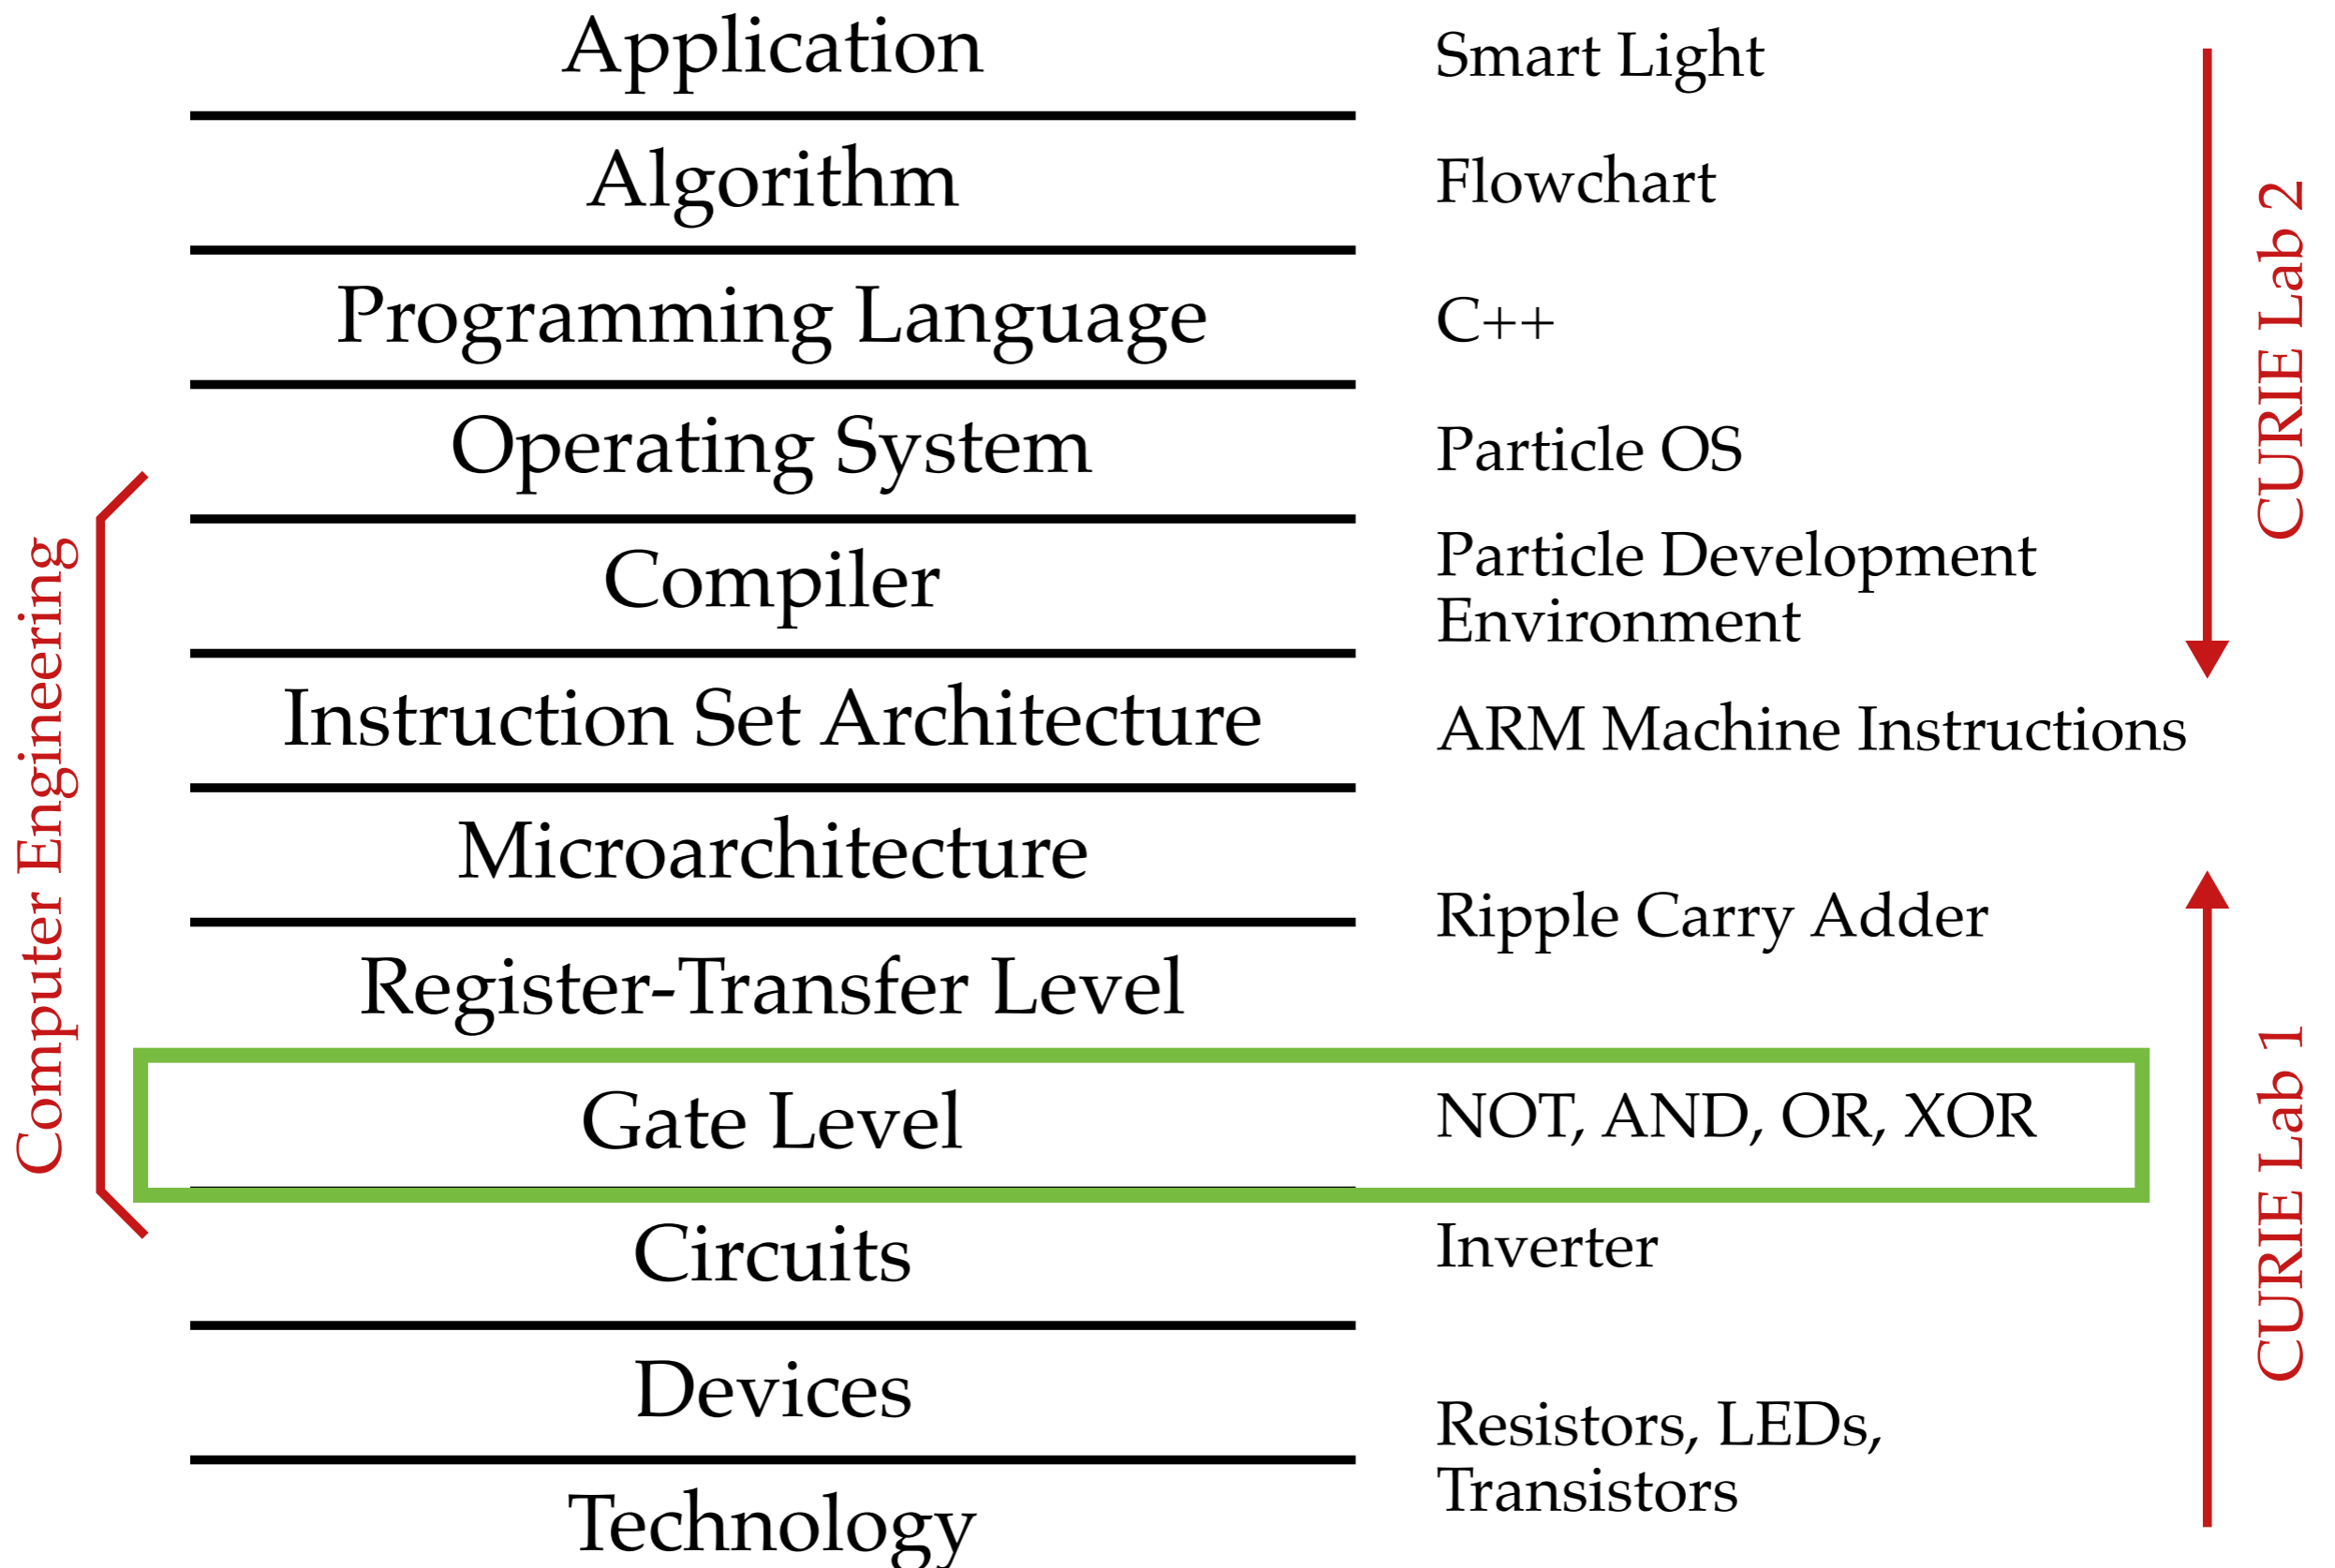 Application
Smart Light
Algorithm
Flowchart
Programming Language
C++
Operating System
Particle OS
Compiler
Particle Development
Environment
Instruction Set Architecture
ARM Machine Instructions
Microarchitecture
Ripple Carry Adder
Register-Transfer Level
Gate Level
NOT, AND, OR, XOR
Circuits
Inverter
Devices
Resistors, LEDs,
Transistors
Technology
Computer Engineering
CURIE Lab 2
CURIE Lab 1